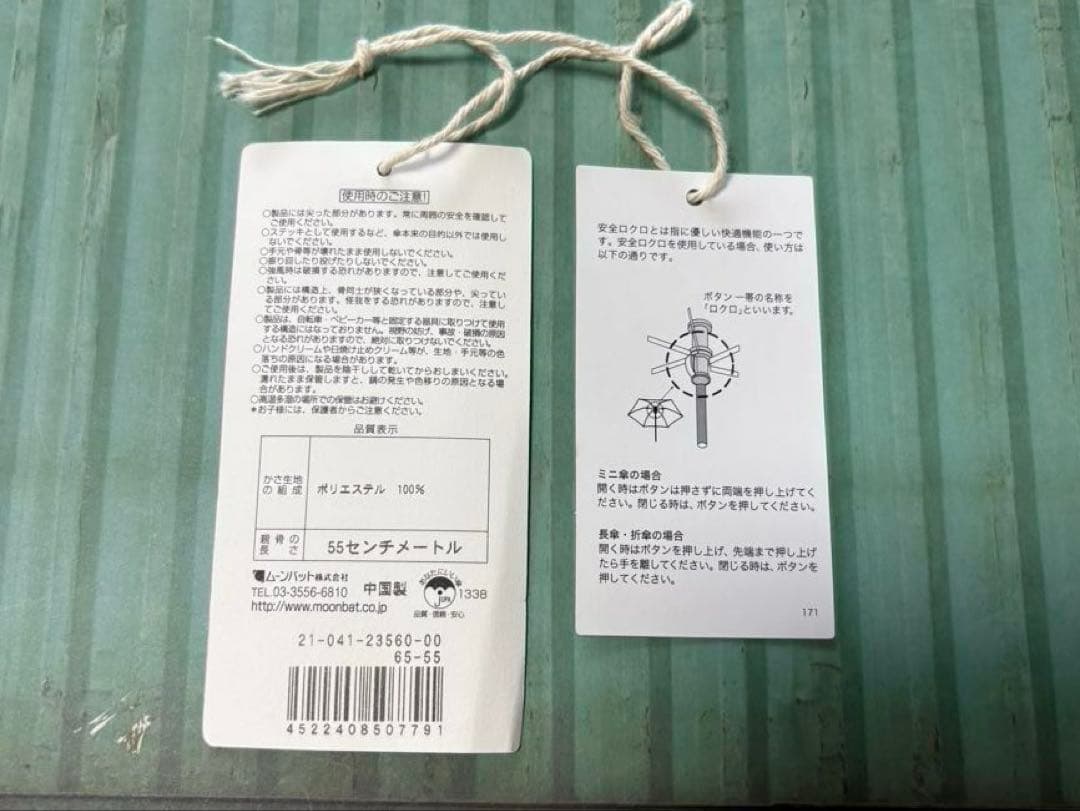 使用時のご注意!
○製品には尖った部分があります。常に周囲の安全を確認して
ご使用ください。
○ステッキとして使用するなど、傘本来の目的以外では使用し
ないでください。
○手元や骨等が壊れたまま使用しないでください。
○振り回したり投げたりしないでください。
○強風時は破損する恐れがありますので、注意してご使用くだ
さい。
○製品には構造上、骨同士が狭くなっている部分や、尖ってい
る部分があります。怪我をする恐れがありますので、注意し
てご使用ください。
○製品は、自転車・ベビーカー等と固定する器具に取りつけて使用
する構造にはなっておりません。視野の妨げ、事故・破損の原因
となる恐れがありますので、絶対に取りつけないでください。
○ハンドクリームや日焼け止めクリーム等が、生地・手元等の色
落ちの原因になる場合があります。
○ご使用後は、製品を陰干しして乾いてからおしまいください。
濡れたまま保管しますと、錆の発生や色移りの原因となる場
合があります。
○高温多湿の場所での保管はお避けください。
*お子様には、保護者からご注意ください。
品質表示
かさ生地
の組成
ポリエステル 100%
親骨の
長さ
55センチメートル
ムーンバット株式会社
TEL.03-3556-6810
http://www.moonbat.co.jp
中国製
あなたにいい傘
JUPA
品質・信頼・安心
1338
21-041-23560-00
65-55
4522408507791
安全ロクロとは指に優しい快適機能の一つで
す。安全ロクロを使用している場合、使い方は
以下の通りです。
ボタン一帯の名称を
「ロクロ」といいます。
ミニ傘の場合
開く時はボタンは押さずに両端を押し上げてく
ださい。閉じる時は、ボタンを押してください。
長傘・折傘の場合
開く時はボタンを押し上げ、先端まで押し上げ
たら手を離してください。閉じる時は、ボタンを
押してください。
171